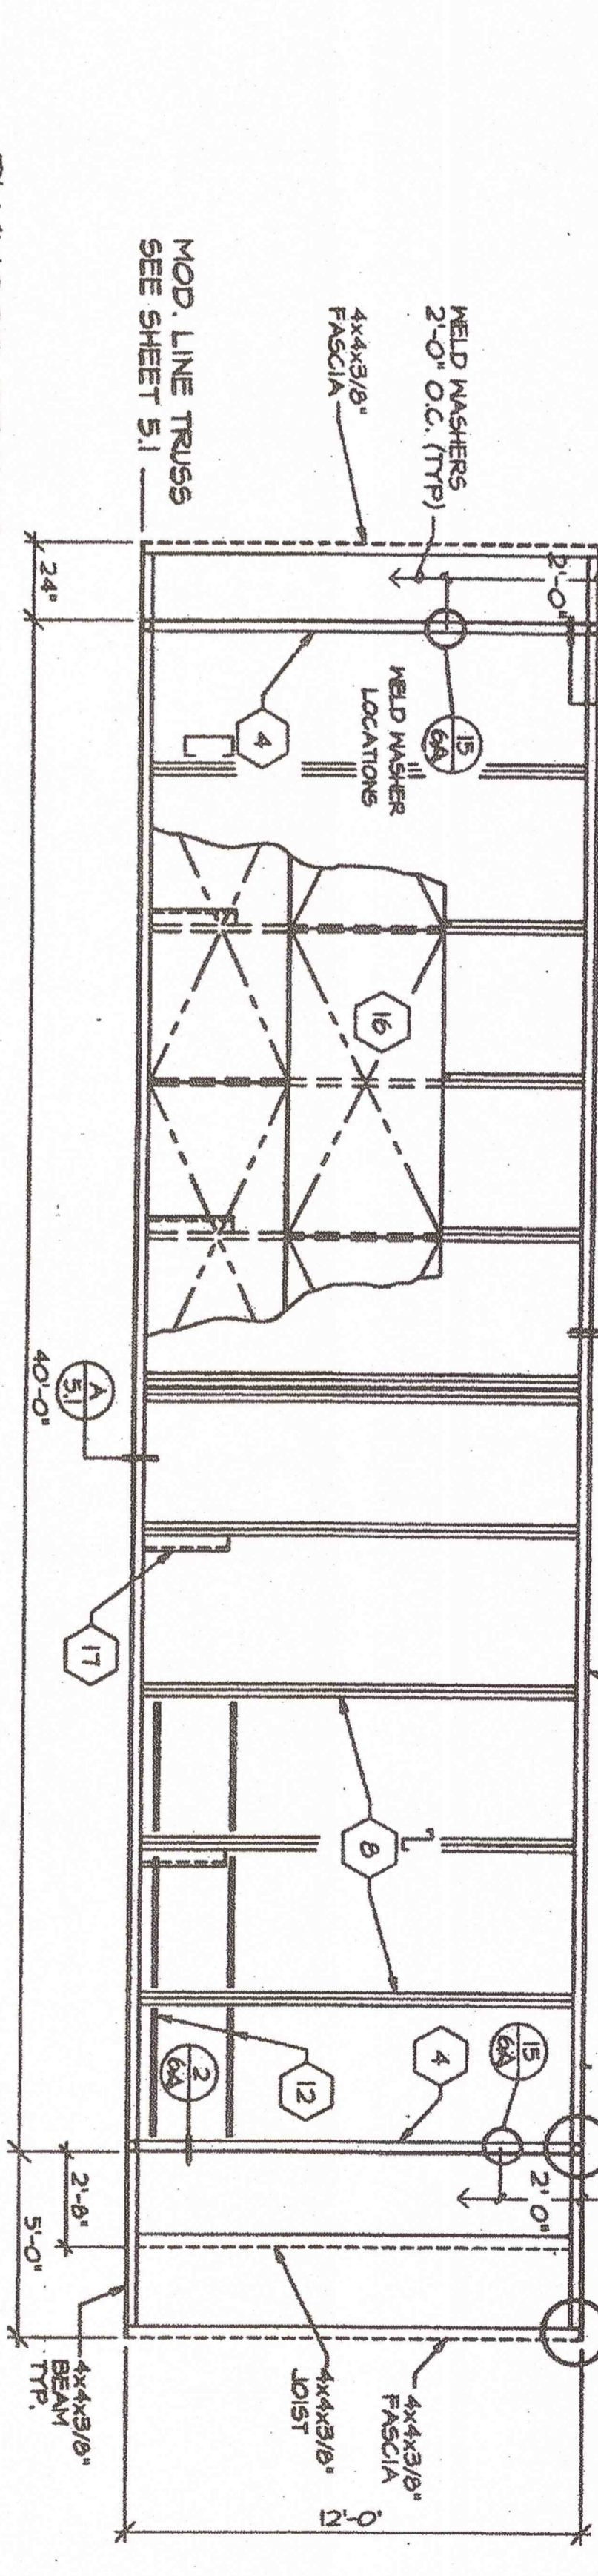 MOD. LINE TRUSS
SEE SHEET 5.1
4x4x3/8"
FASCIA
WELD WASHERS
2'-0" O.C. (TYP)
24"
2'-0"
4
15
6A
WELD WASHER
LOCATIONS
16
40'-0"
A
5.1
17
8
12
2
6A
4
15
6A
2'-0"
2'-8"
5'-0"
4x4x3/8"
BEAM
TYP.
4x4x3/8"
JOIST
4x4x3/8"
FASCIA
12'-0"